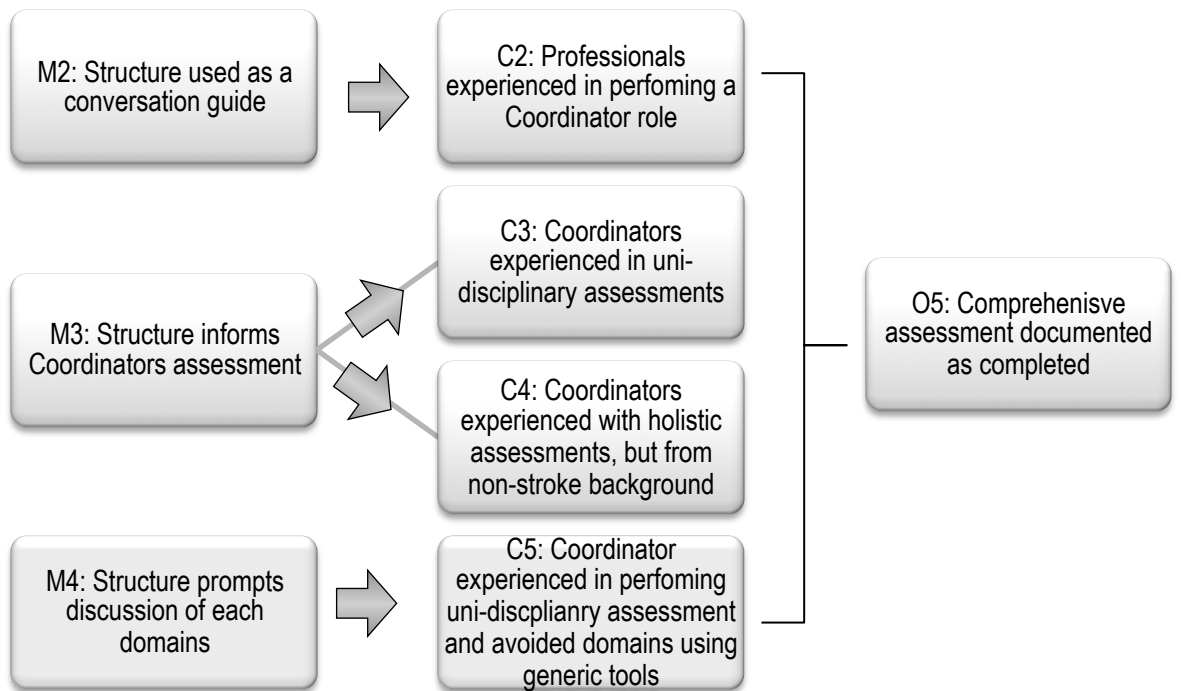 M2: Structure used as a
conversation guide
C2: Professionals
experienced in perfoming a
Coordinator role
C3: Coordinators
experienced in uni-
disciplinary assessments
M3: Structure informs
Coordinators assessment
C4: Coordinators
experienced with holistic
assessments, but from
non-stroke background
M4: Structure prompts
discussion of each
domains
C5: Coordinator
experienced in perfoming
uni-discplianry assessment
and avoided domains using
generic tools
O5: Comprehenisve
assessment documented
as completed